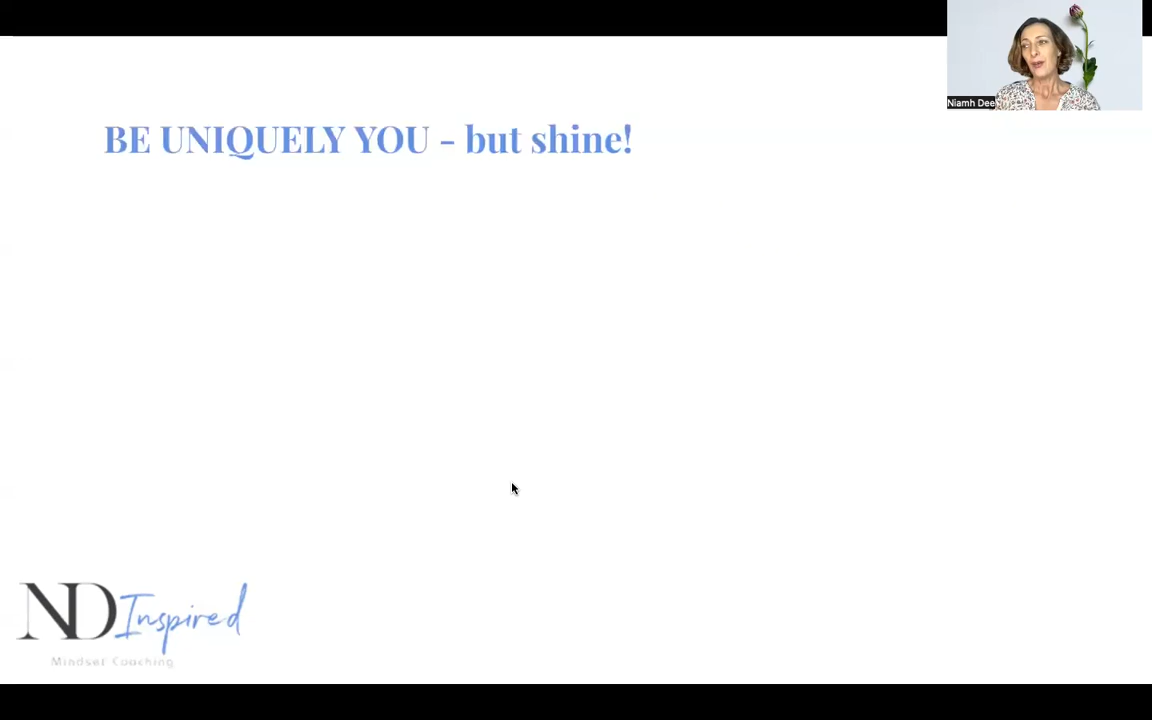 Niamh Dee
BE UNIQUELY YOU - but shine!
ND Inspired
Mindset Coaching